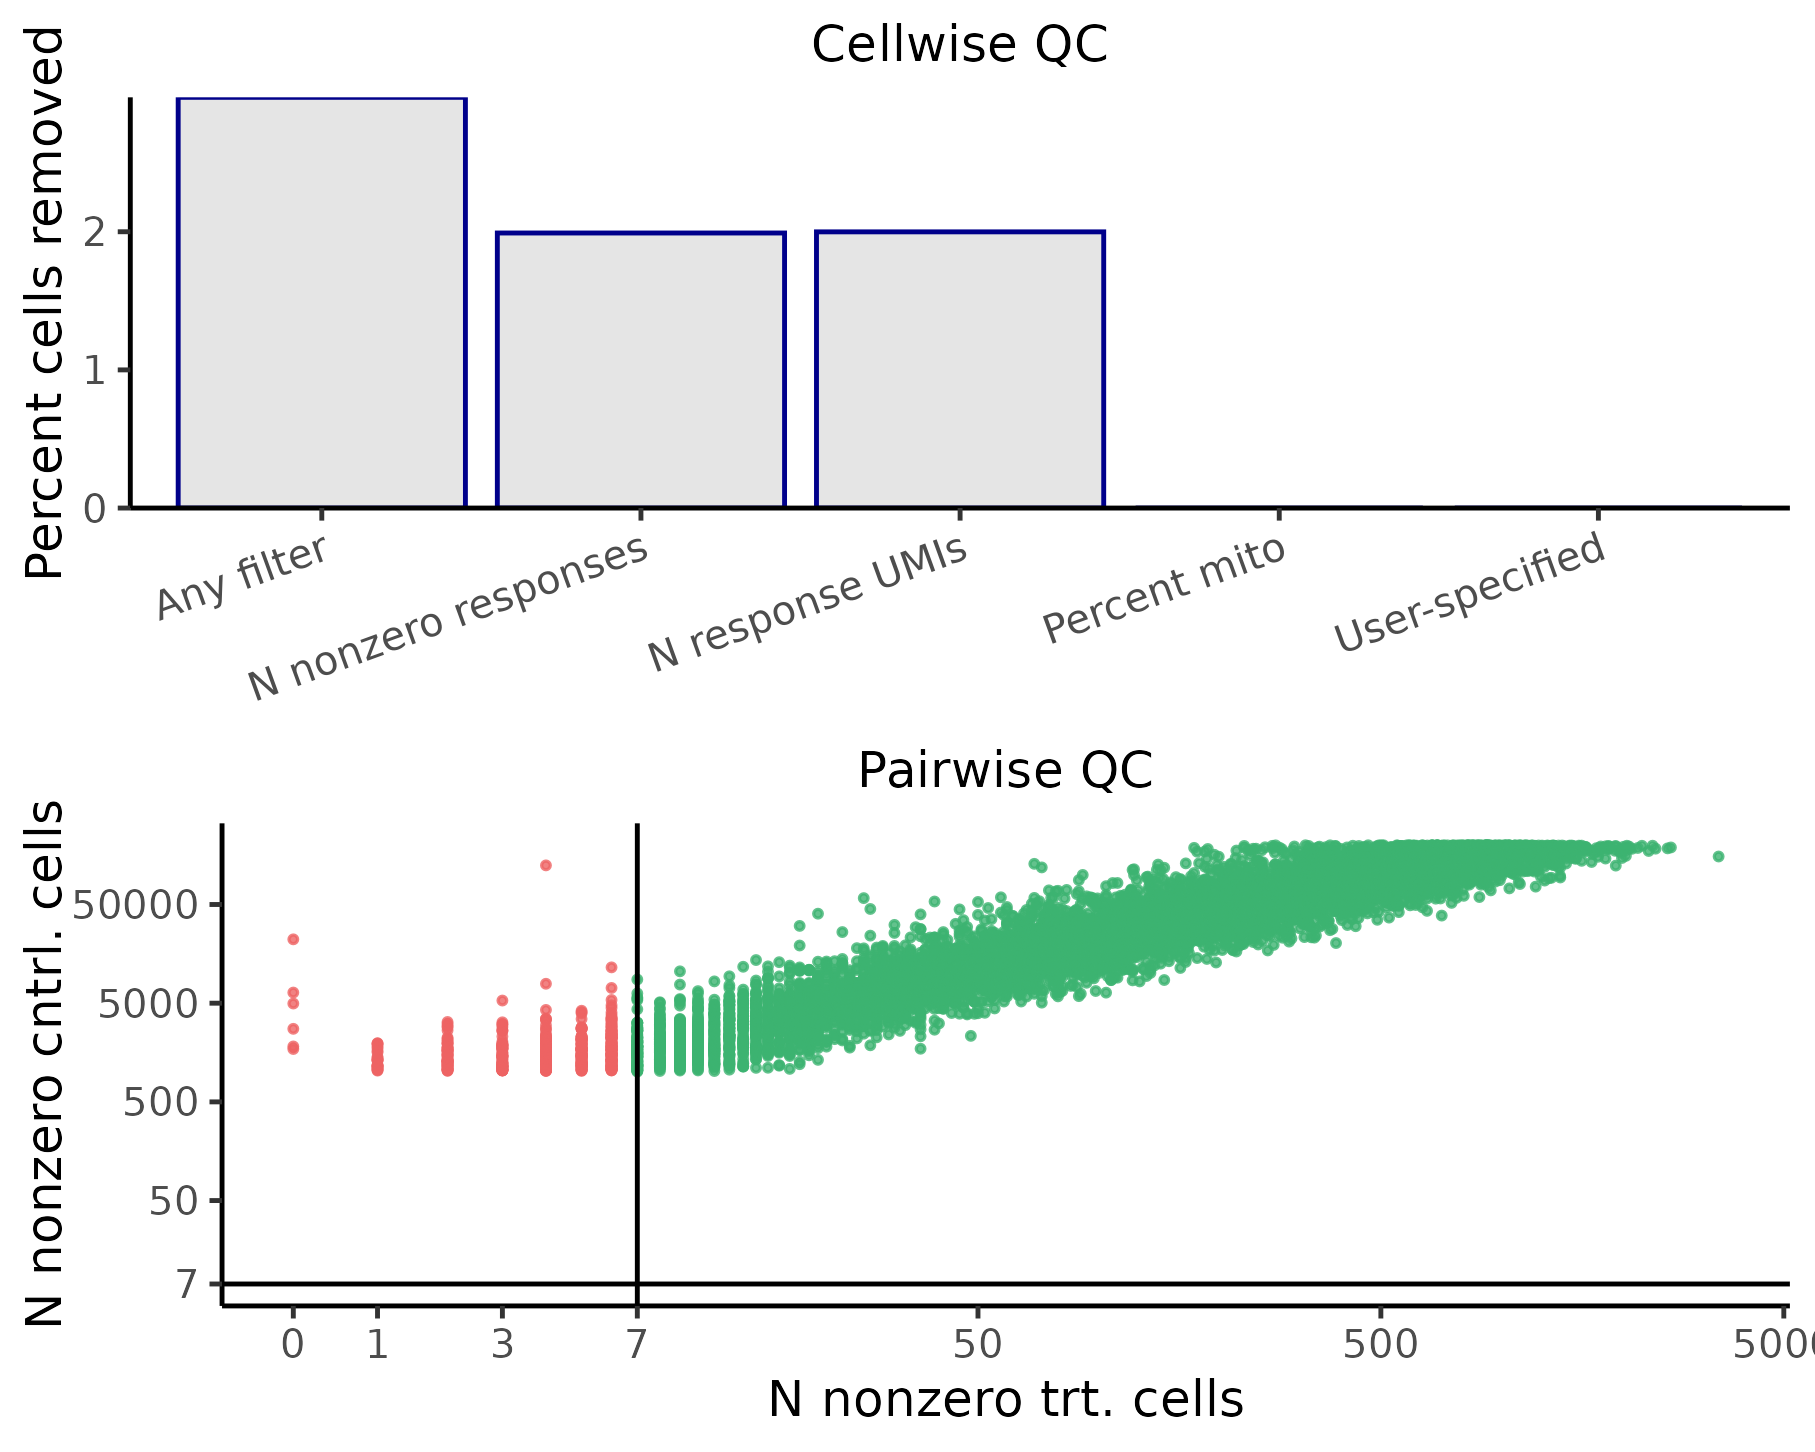 Cellwise QC
Percent cells removed
2
1
0
Any filter
N nonzero responses
N response UMIs
Percent mito
User-specified
Pairwise QC
N nonzero cntrl. cells
50000
5000
500
50
7
0 1 3 7 50 500 5000
N nonzero trt. cells